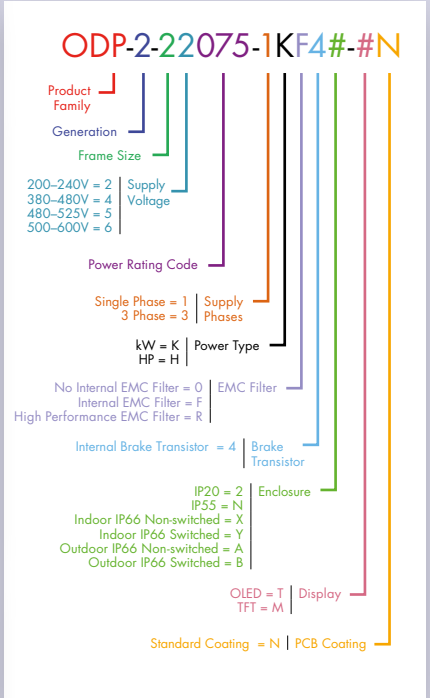 ODP-2-22075-1KF4#-#N
Product
Family
Generation
Frame Size
200–240V = 2 Supply
380–480V = 4 Voltage
480–525V = 5
500–600V = 6
Power Rating Code
Single Phase = 1 Supply
3 Phase = 3 Phases
kW = K Power Type
HP = H
No Internal EMC Filter = 0 EMC Filter
Internal EMC Filter = F
High Performance EMC Filter = R
Internal Brake Transistor = 4 Brake
Transistor
IP20 = 2 Enclosure
IP55 = N
Indoor IP66 Non-switched = X
Indoor IP66 Switched = Y
Outdoor IP66 Non-switched = A
Outdoor IP66 Switched = B
OLED = T Display
TFT = M
Standard Coating = N PCB Coating